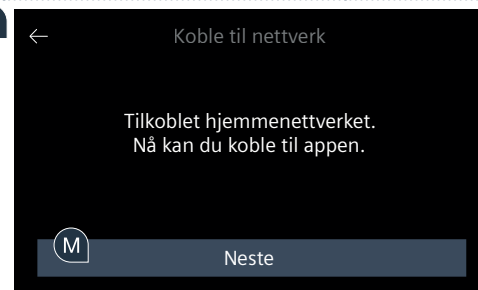 Koble til nettverk
Tilkoblet hjemmenettverket.
Nå kan du koble til appen.
M
Neste